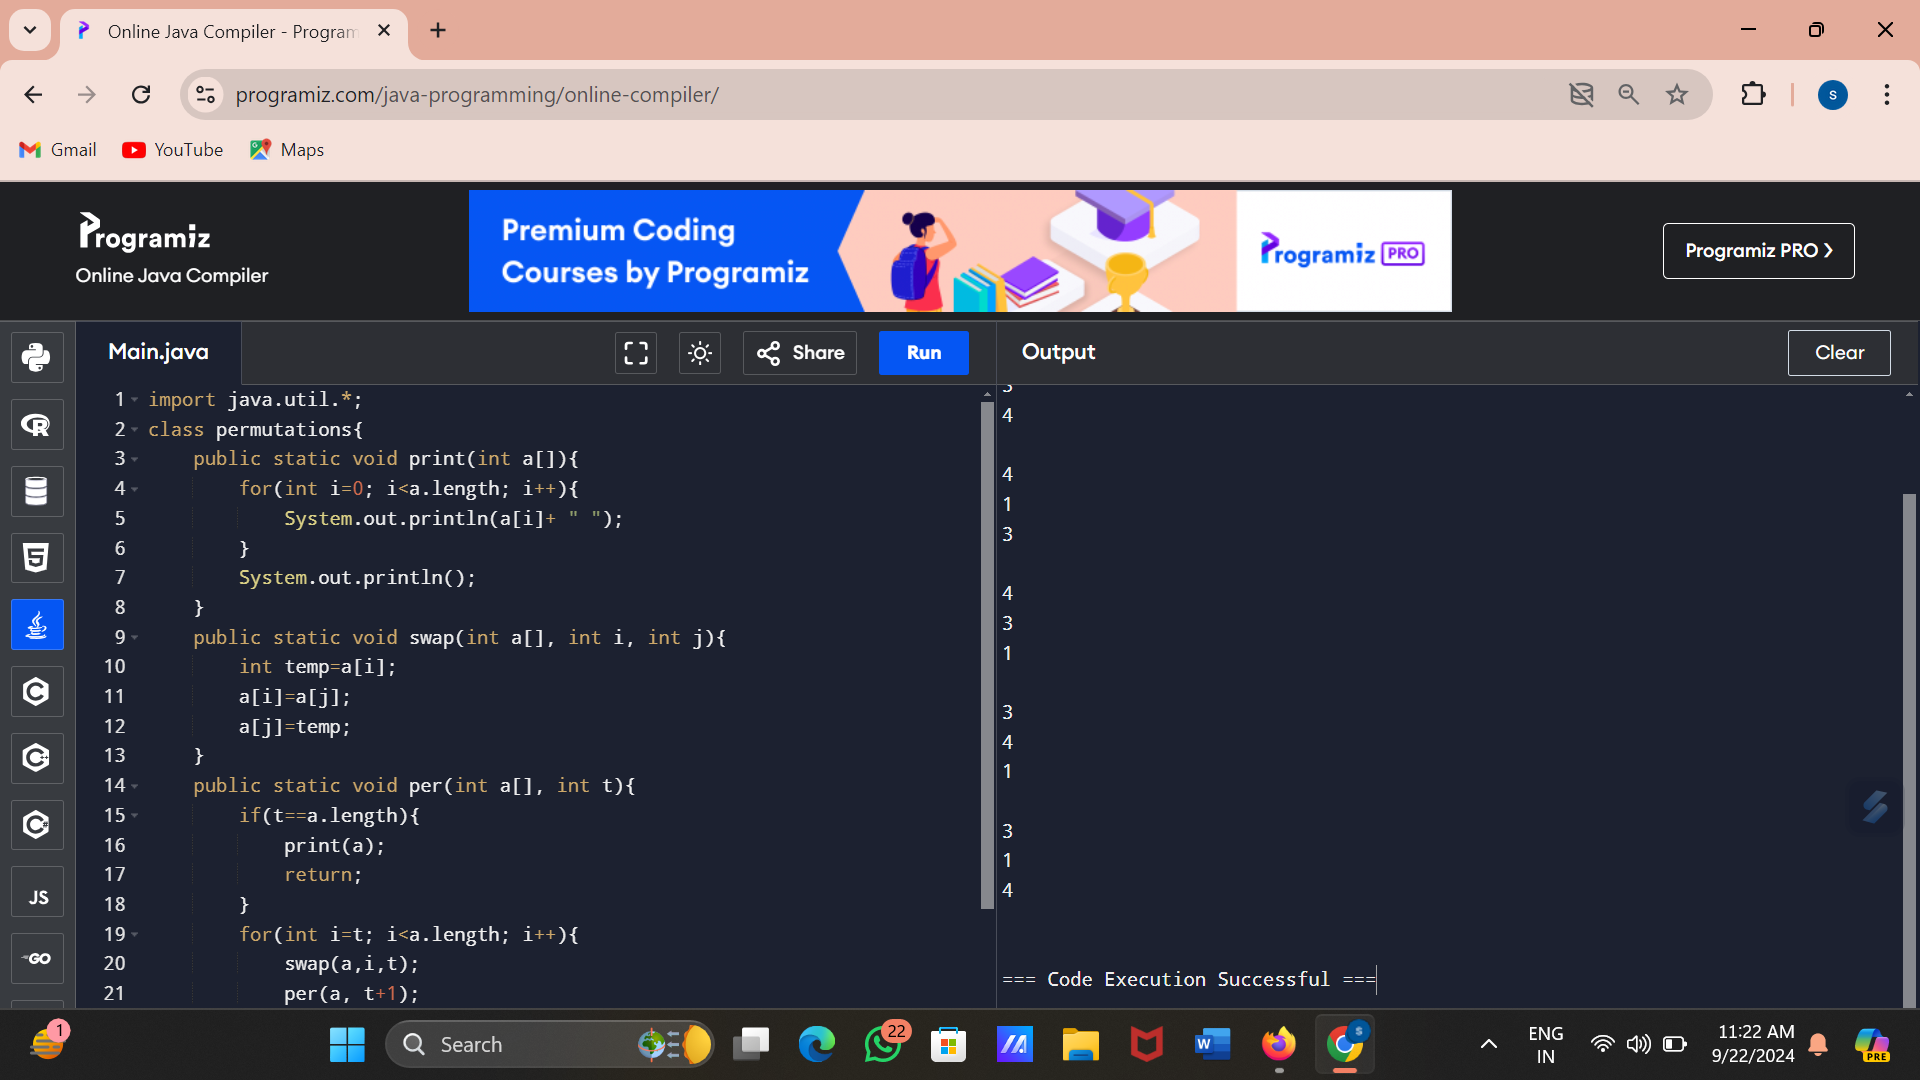 Online Java Compiler - Program
programiz.com/java-programming/online-compiler/
s
Gmail YouTube Maps
Programiz
Online Java Compiler
Premium Coding
Courses by Programiz
Programiz PRO
Programiz PRO ❯
Main.java
Share
Run
Output
Clear
1 import java.util.*;
2 class permutations{
3 public static void print(int a[]){
4 for(int i=0; i<a.length; i++){
5 System.out.println(a[i]+ " ");
6 }
7 System.out.println();
8 }
9 public static void swap(int a[], int i, int j){
10 int temp=a[i];
11 a[i]=a[j];
12 a[j]=temp;
13 }
14 public static void per(int a[], int t){
15 if(t==a.length){
16 print(a);
17 return;
18 }
19 for(int i=t; i<a.length; i++){
20 swap(a,i,t);
21 per(a, t+1);
3
4
4
1
3
4
3
1
3
4
1
3
1
4
=== Code Execution Successful ===
JS
GO
1
Search
22
W
S
ENG
IN
11:22 AM
9/22/2024
PRE